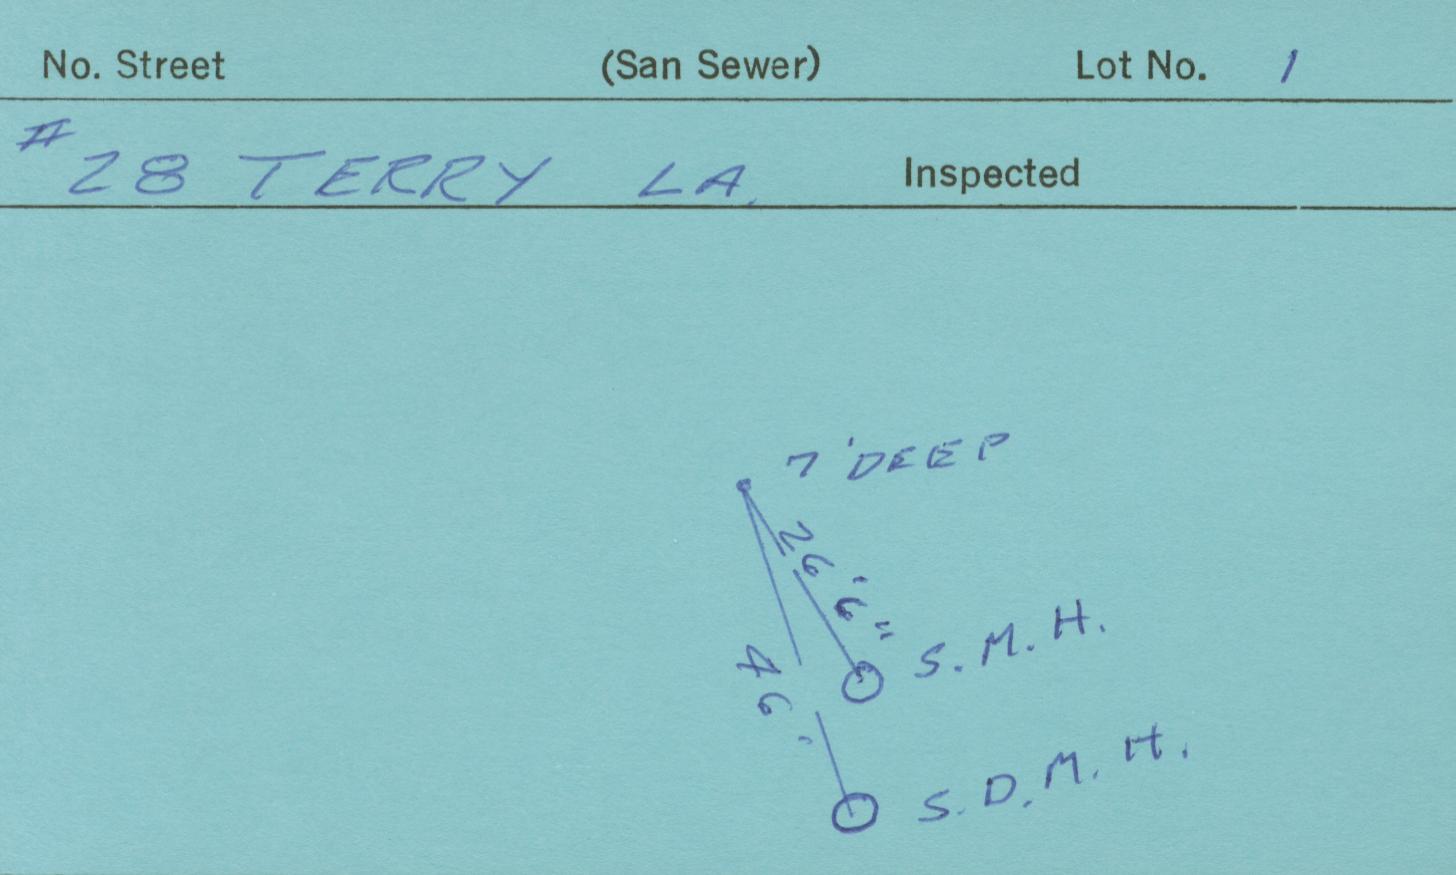 No. Street (San Sewer) Lot No. 1
# 28 TERRY LA. Inspected
7' DEEP
26'6"
S.M.H.
46'
S.D.M.H.